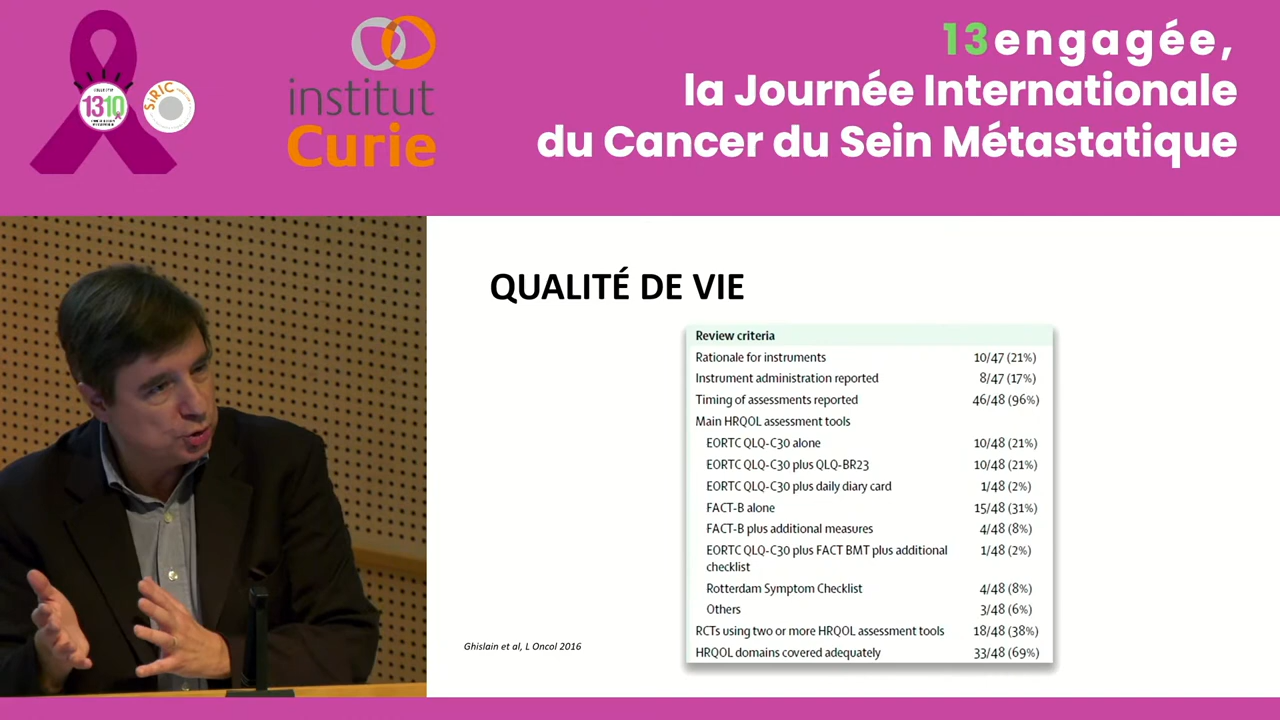 1310
SiRIC
institut
Curie
13engagée,
la Journée Internationale
du Cancer du Sein Métastatique
QUALITÉ DE VIE
Review criteria
Rationale for instruments 10/47 (21%)
Instrument administration reported 8/47 (17%)
Timing of assessments reported 46/48 (96%)
Main HRQOL assessment tools
EORTC QLQ-C30 alone 10/48 (21%)
EORTC QLQ-C30 plus QLQ-BR23 10/48 (21%)
EORTC QLQ-C30 plus daily diary card 1/48 (2%)
FACT-B alone 15/48 (31%)
FACT-B plus additional measures 4/48 (8%)
EORTC QLQ-C30 plus FACT BMT plus additional 1/48 (2%)
checklist
Rotterdam Symptom Checklist 4/48 (8%)
Others 3/48 (6%)
RCTs using two or more HRQOL assessment tools 18/48 (38%)
HRQOL domains covered adequately 33/48 (69%)
Ghislain et al, L Oncol 2016